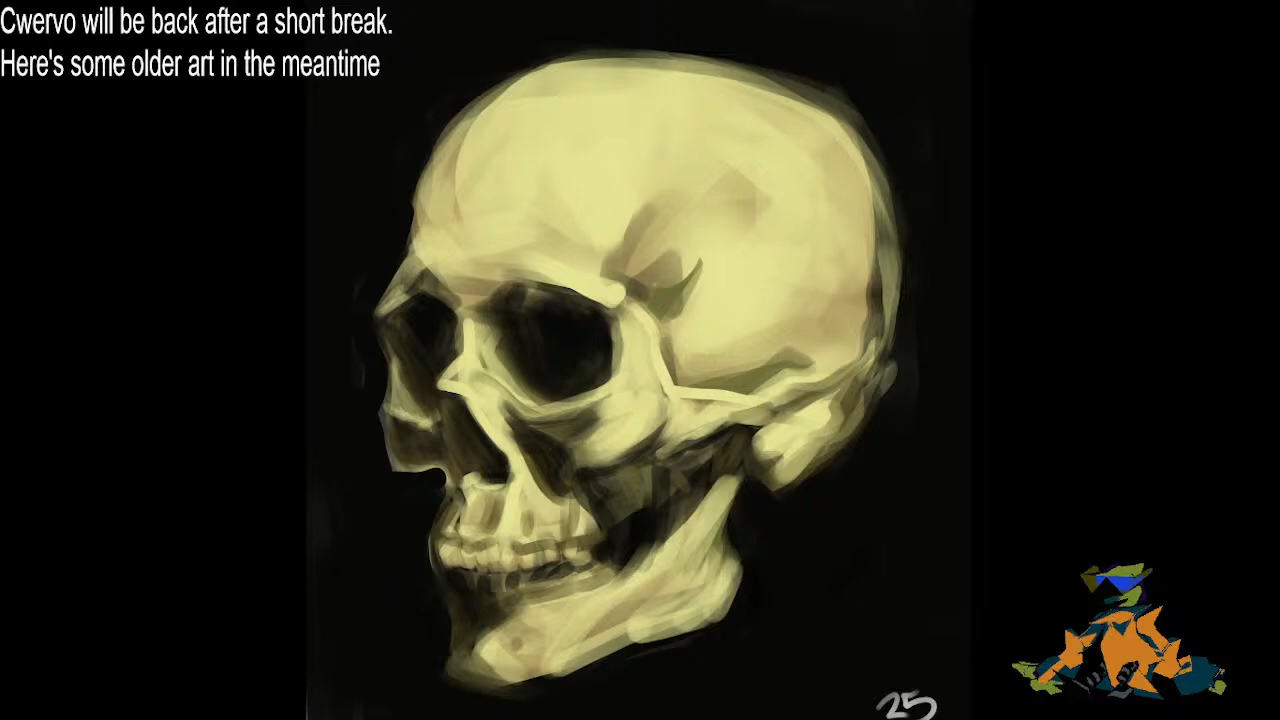 Cwervo will be back after a short break.
Here's some older art in the meantime
25